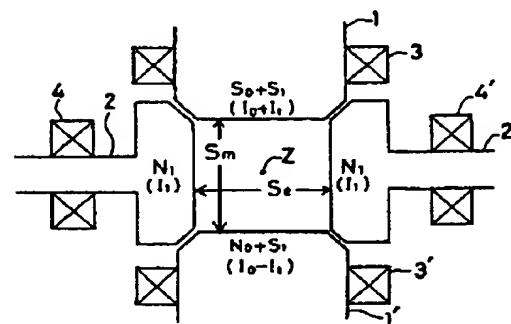 1
3
4
2
S₀+S₁
(I₀+I₁)
4′
2
Sm
Z
N₁
(I₁)
Se
N₁
(I₁)
N₀+S₁
(I₀−I₁)
3′
1′